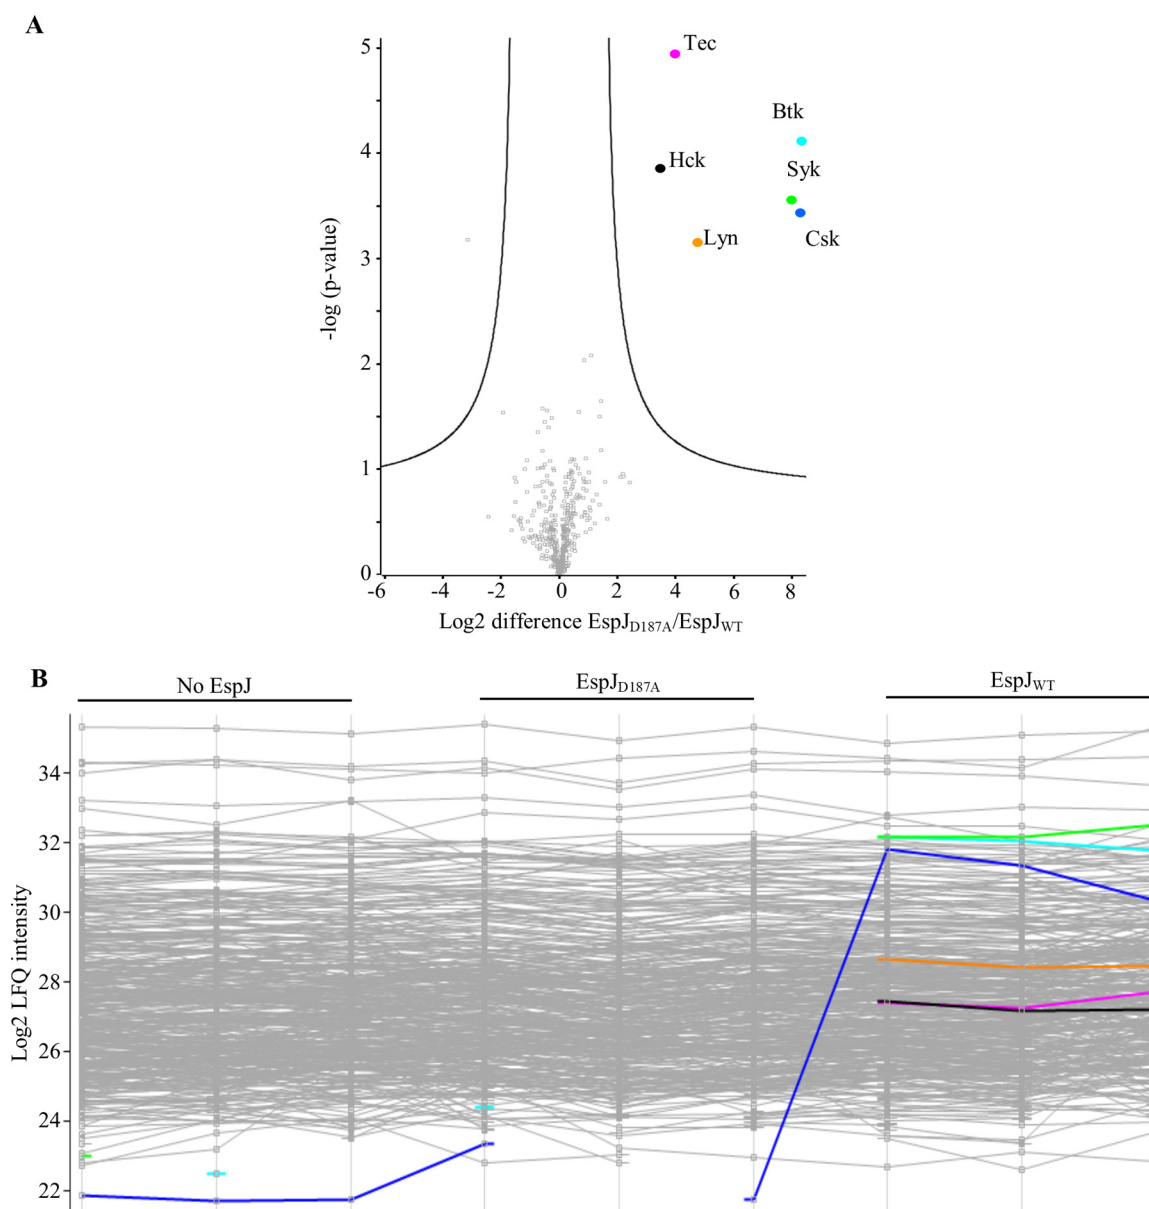 A
-log (p-value)
5
4
3
2
1
0
Tec
Btk
Hck
Syk
Lyn
Csk
-6 -4 -2 0 2 4 6 8
Log2 difference EspJD187A/EspJWT
B
No EspJ
EspJD187A
EspJWT
Log2 LFQ intensity
34
32
30
28
26
24
22